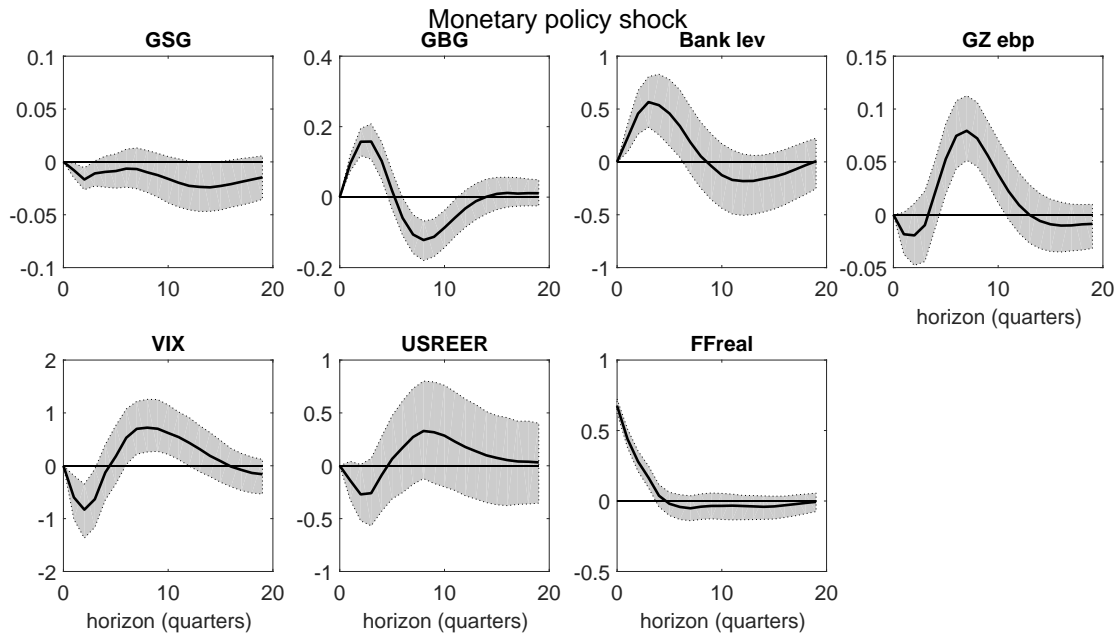 Monetary policy shock
GSG
0.1
0.05
0
-0.05
-0.1
0 10 20
GBG
0.4
0.2
0
-0.2
0 10 20
Bank lev
1
0.5
0
-0.5
-1
0 10 20
GZ ebp
0.15
0.1
0.05
0
-0.05
0 10 20
horizon (quarters)
VIX
2
1
0
-1
-2
0 10 20
horizon (quarters)
USREER
1
0.5
0
-0.5
-1
0 10 20
horizon (quarters)
FFreal
1
0.5
0
-0.5
0 10 20
horizon (quarters)